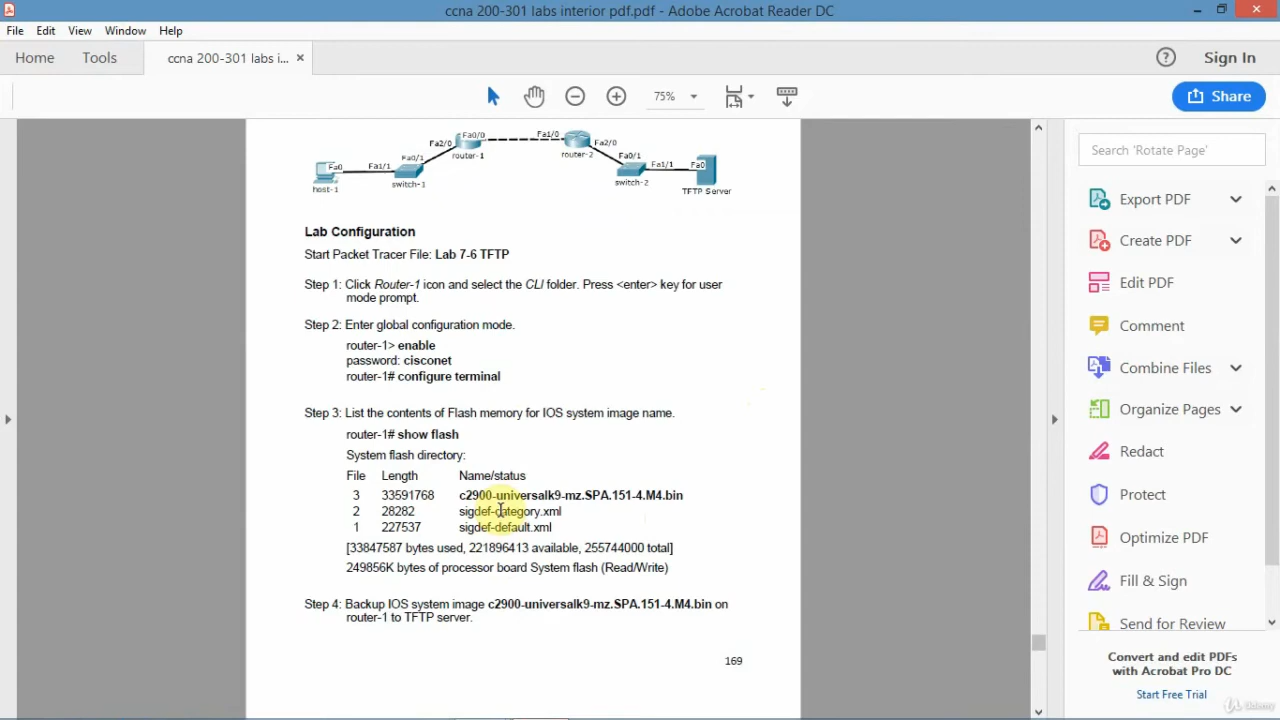 ccna 200-301 labs interior pdf.pdf - Adobe Acrobat Reader DC
File Edit View Window Help
Home Tools ccna 200-301 labs i... × Sign In
75% Share
Fa0/0 Fa1/0
Fa2/0 router-1 router-2 Fa2/0
Fa0 Fa1/1 Fa0/1 Fa0/1 Fa1/1 Fa0
host-1 switch-1 switch-2 TFTP Server
Lab Configuration
Start Packet Tracer File: Lab 7-6 TFTP
Step 1: Click Router-1 icon and select the CLI folder. Press <enter> key for user
mode prompt.
Step 2: Enter global configuration mode.
router-1> enable
password: cisconet
router-1# configure terminal
Step 3: List the contents of Flash memory for IOS system image name.
router-1# show flash
System flash directory:
File Length Name/status
3 33591768 c2900-universalk9-mz.SPA.151-4.M4.bin
2 28282 sigdef-category.xml
1 227537 sigdef-default.xml
[33847587 bytes used, 221896413 available, 255744000 total]
249856K bytes of processor board System flash (Read/Write)
Step 4: Backup IOS system image c2900-universalk9-mz.SPA.151-4.M4.bin on
router-1 to TFTP server.
169
Search 'Rotate Page'
Export PDF
Create PDF
Edit PDF
Comment
Combine Files
Organize Pages
Redact
Protect
Optimize PDF
Fill & Sign
Send for Review
Convert and edit PDFs
with Acrobat Pro DC
Start Free Trial
Udemy